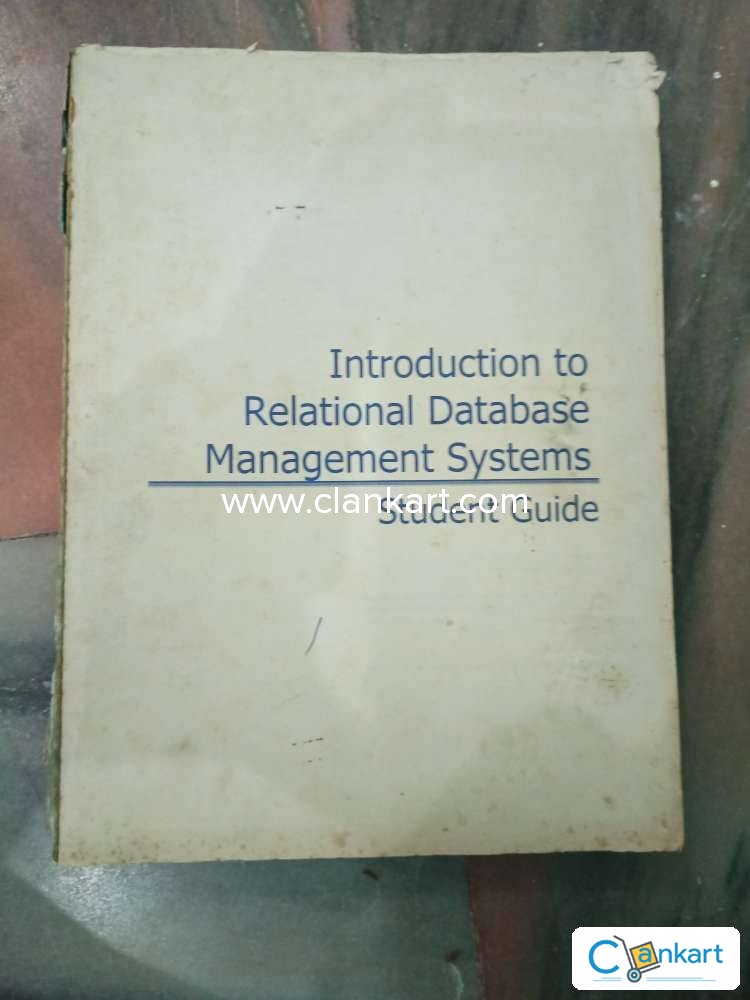 Introduction to
Relational Database
Management Systems
www.clankart.com
Student Guide
Clankart